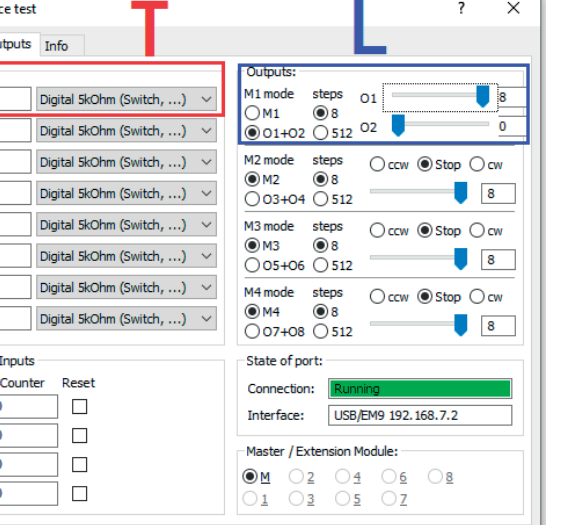 ce test
?
T
L
utputs Info
Outputs:
Digital 5kOhm (Switch, ...)
Digital 5kOhm (Switch, ...)
Digital 5kOhm (Switch, ...)
Digital 5kOhm (Switch, ...)
Digital 5kOhm (Switch, ...)
Digital 5kOhm (Switch, ...)
Digital 5kOhm (Switch, ...)
Digital 5kOhm (Switch, ...)
M1 mode steps O1 8
M1 8
O1+O2 512 O2 0
M2 mode steps ccw Stop cw
M2 8
O3+O4 512 8
M3 mode steps ccw Stop cw
M3 8
O5+O6 512 8
M4 mode steps ccw Stop cw
M4 8
O7+O8 512 8
Inputs
Counter Reset
State of port:
Connection: Running
Interface: USB/EM9 192.168.7.2
Master / Extension Module:
M 2 4 6 8
1 3 5 7